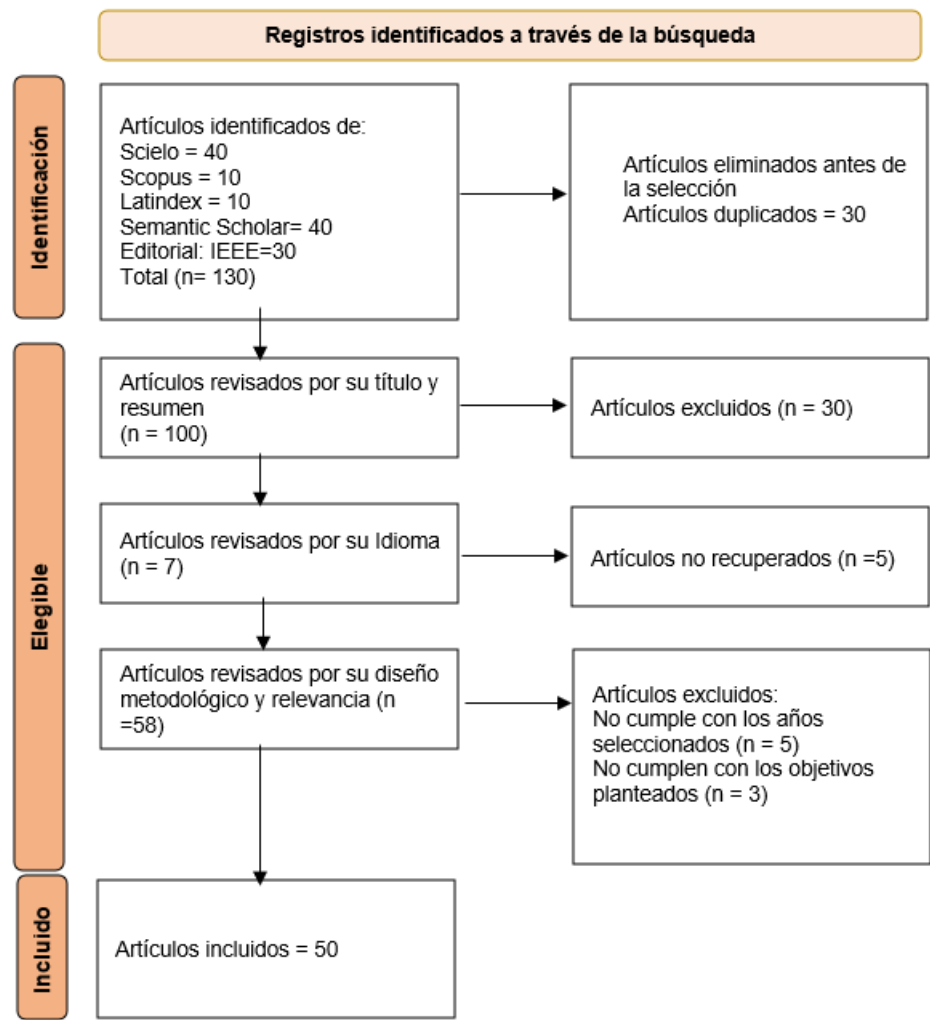 Registros identificados a través de la búsqueda
Identificación
Artículos identificados de:
Scielo = 40
Scopus = 10
Latindex = 10
Semantic Scholar= 40
Editorial: IEEE=30
Total (n= 130)
Artículos eliminados antes de
la selección
Artículos duplicados = 30
Elegible
Artículos revisados por su título y
resumen
(n = 100)
Artículos excluidos (n = 30)
Artículos revisados por su Idioma
(n = 7)
Artículos no recuperados (n =5)
Artículos revisados por su diseño
metodológico y relevancia (n
=58)
Artículos excluidos:
No cumple con los años
seleccionados (n = 5)
No cumplen con los objetivos
planteados (n = 3)
Incluido
Artículos incluidos = 50